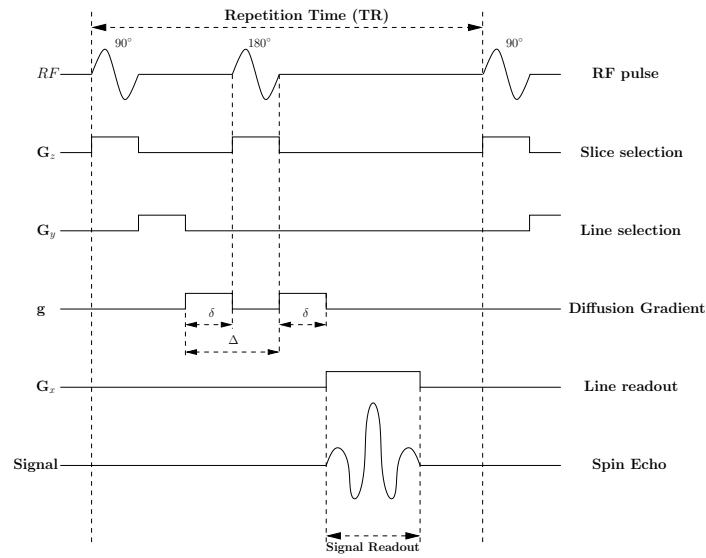 Repetition Time (TR)
90°
180°
90°
RF
RF pulse
G_z
Slice selection
G_y
Line selection
g
Diffusion Gradient
δ
δ
Δ
G_x
Line readout
Signal
Spin Echo
Signal Readout